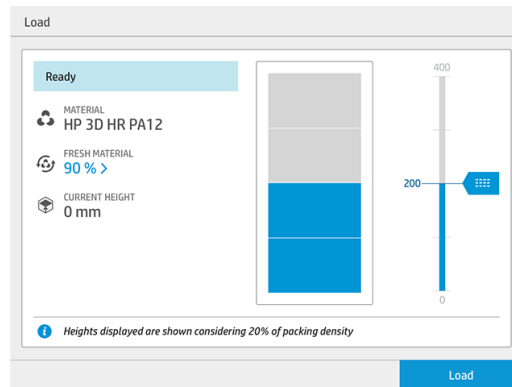 Load
Ready
MATERIAL
HP 3D HR PA12
FRESH MATERIAL
90 % >
CURRENT HEIGHT
0 mm
400
200
0
i Heights displayed are shown considering 20% of packing density
Load